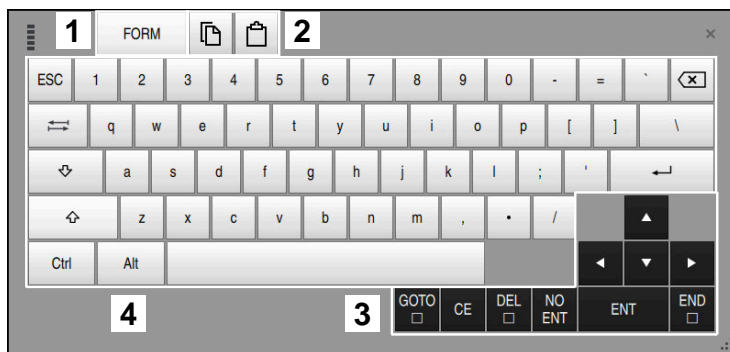 1 FORM 2 ×
ESC 1 2 3 4 5 6 7 8 9 0 - = `
q w e r t y u i o p [ ] \
a s d f g h j k l ; '
z x c v b n m , • /
Ctrl Alt
4 3 GOTO CE DEL NO ENT END
ENT